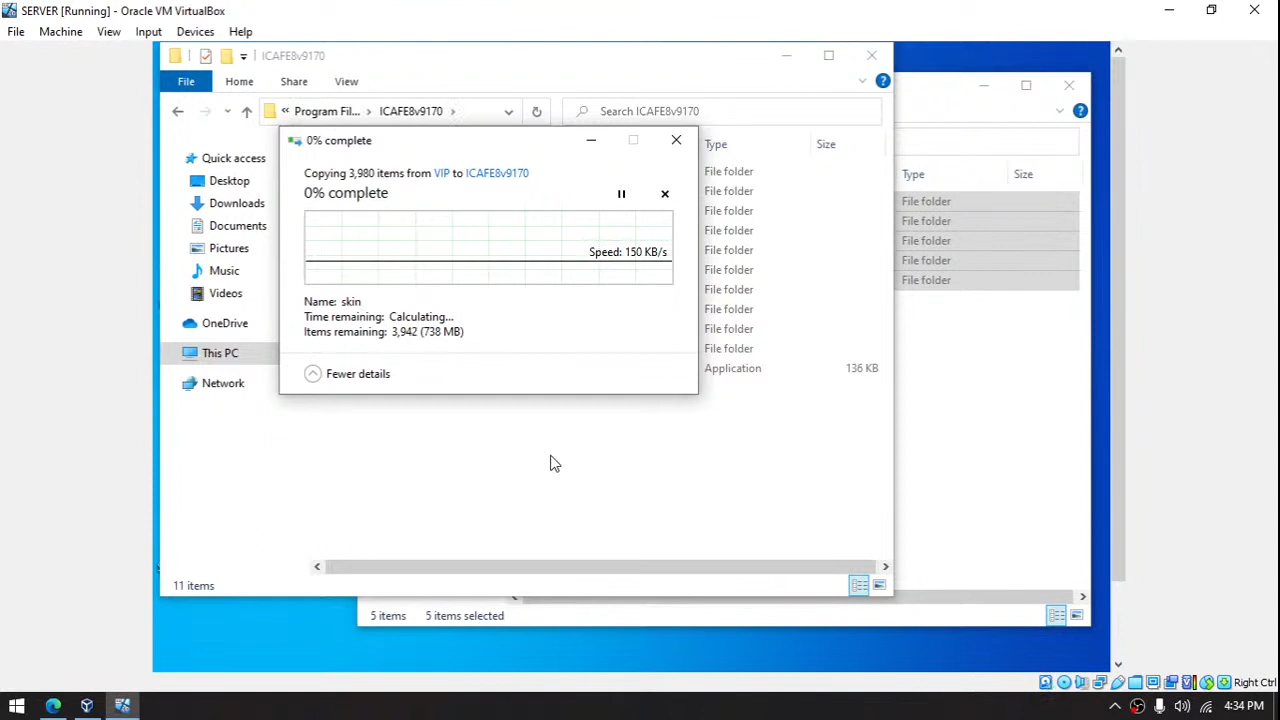 SERVER [Running] - Oracle VM VirtualBox
File Machine View Input Devices Help
ICAFE8v9170
File Home Share View
« Program Fil... > ICAFE8v9170 >
Search ICAFE8v9170
0% complete
Type Size
Copying 3,980 items from VIP to ICAFE8v9170
0% complete
Speed: 150 KB/s
Name: skin
Time remaining: Calculating...
Items remaining: 3,942 (738 MB)
Fewer details
Quick access
Desktop
Downloads
Documents
Pictures
Music
Videos
OneDrive
This PC
Network
File folder
File folder
File folder
File folder
File folder
File folder
File folder
File folder
File folder
File folder
Application 136 KB
11 items
Type Size
File folder
File folder
File folder
File folder
File folder
5 items 5 items selected
Right Ctrl
4:34 PM